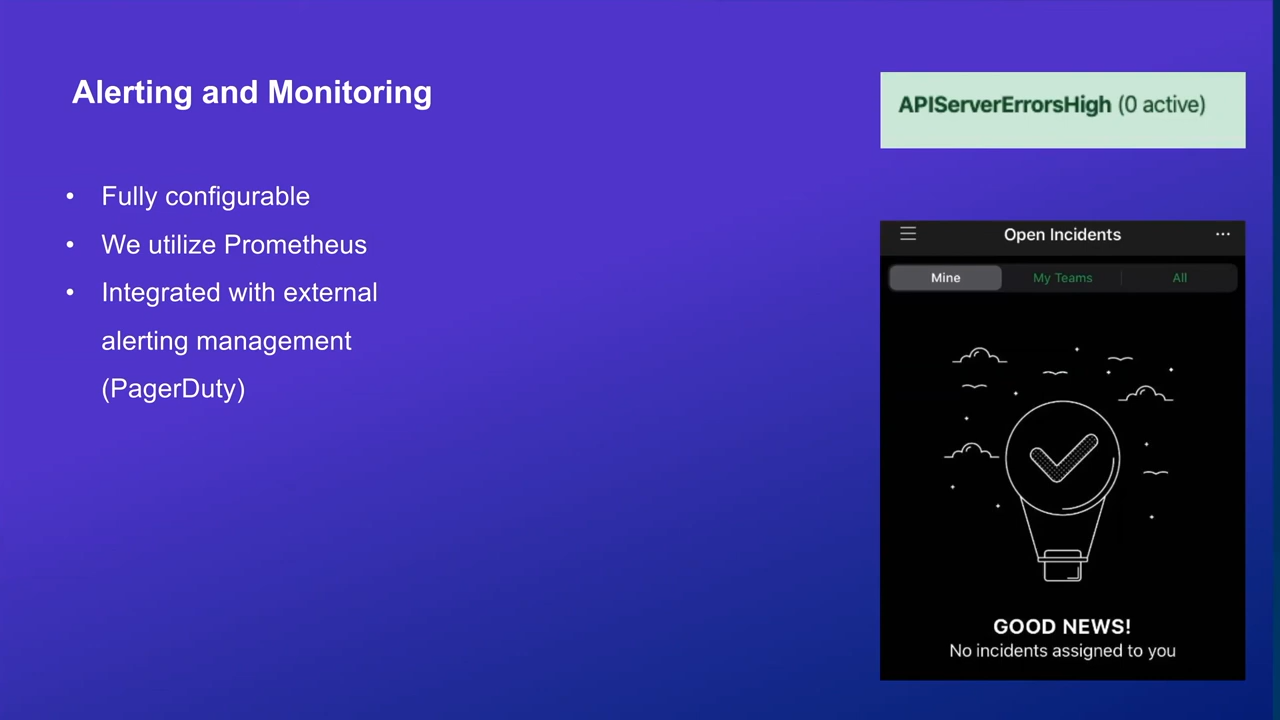 Alerting and Monitoring
• Fully configurable
• We utilize Prometheus
• Integrated with external
alerting management
(PagerDuty)
APIServerErrorsHigh (0 active)
Open Incidents
Mine My Teams All
GOOD NEWS!
No incidents assigned to you